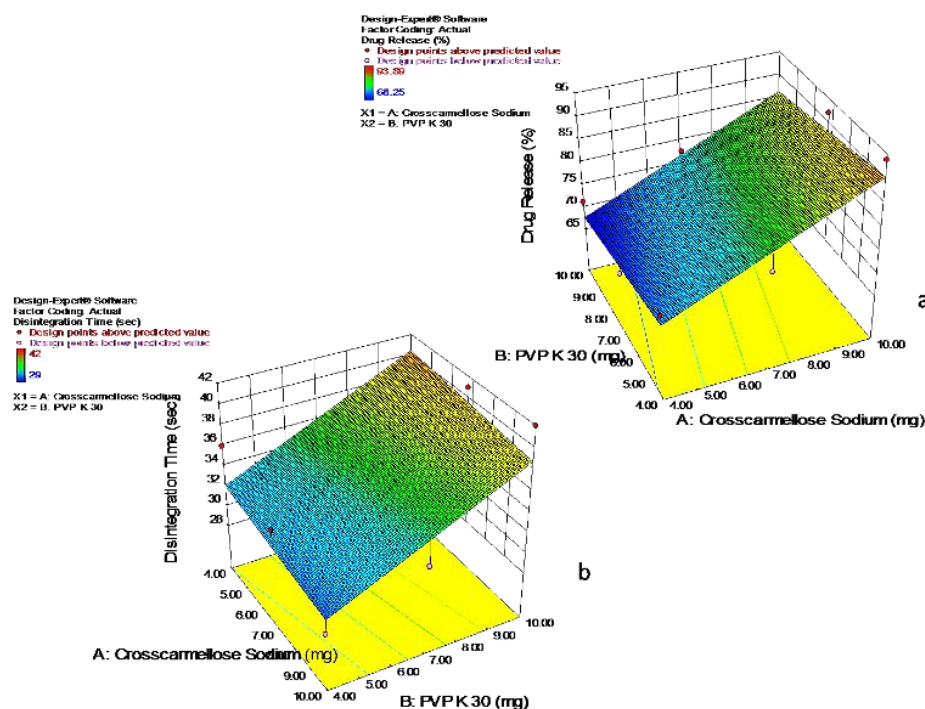 Design-Expert® Software
Factor Coding: Actual
Drug Release (%)
Design points above predicted value
Design points below predicted value
93.89
68.25
X1 = A: Crosscarmellose Sodium
X2 = B: PVP K 30
95
90
85
80
75
70
65
Drug Release (%)
10.00
9.00
8.00
7.00
6.00
5.00
4.00
B: PVP K 30 (mg)
4.00
5.00
6.00
7.00
8.00
9.00
10.00
A: Crosscarmellose Sodium (mg)
a
Design-Expert® Software
Factor Coding: Actual
Disintegration Time (sec)
Design points above predicted value
Design points below predicted value
42
29
X1 = A: Crosscarmellose Sodium
X2 = B: PVP K 30
42
40
38
36
34
32
30
28
Disintegration Time (sec)
4.00
5.00
6.00
7.00
9.00
10.00
A: Crosscarmellose Sodium (mg)
4.00
5.00
6.00
7.00
8.00
9.00
10.00
B: PVP K 30 (mg)
b